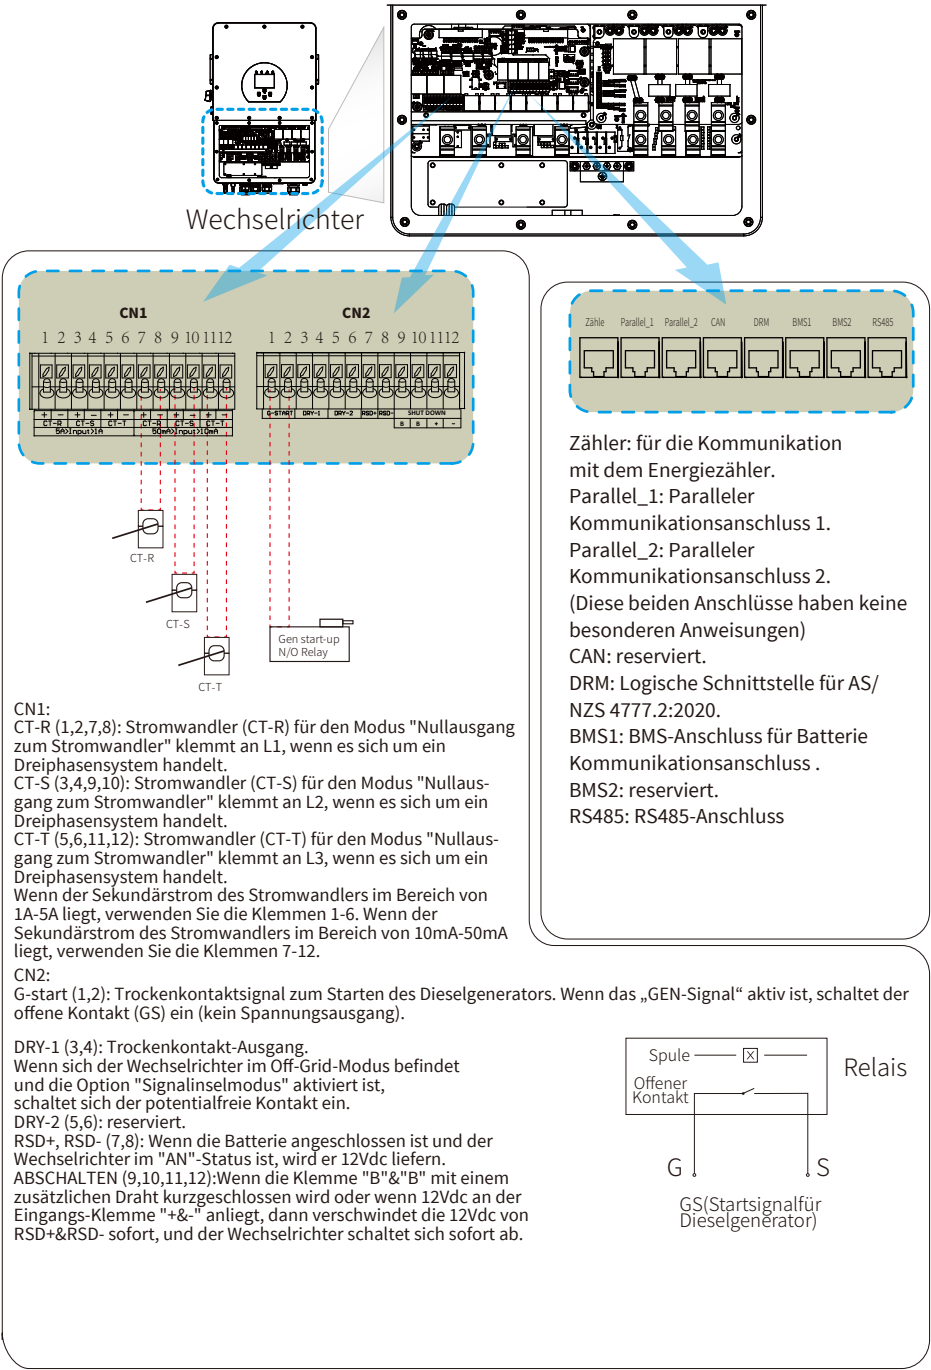 Wechselrichter
CN1
CN2
1 2 3 4 5 6 7 8 9 10 11 12
1 2 3 4 5 6 7 8 9 10 11 12
+ − + − + − + − + − + −
CT-R CT-S CT-T CT-R CT-S CT-T
5A>Input>1A 50mA>Input>10mA
G-START DRY-1 DRY-2 RSD+ RSD- SHUT DOWN
B B + -
CT-R
CT-S
CT-T
Gen start-up
N/O Relay
Zähle Parallel_1 Parallel_2 CAN DRM BMS1 BMS2 RS485
Zähler: für die Kommunikation
mit dem Energiezähler.
Parallel_1: Paralleler
Kommunikationsanschluss 1.
Parallel_2: Paralleler
Kommunikationsanschluss 2.
(Diese beiden Anschlüsse haben keine
besonderen Anweisungen)
CAN: reserviert.
DRM: Logische Schnittstelle für AS/
NZS 4777.2:2020.
BMS1: BMS-Anschluss für Batterie
Kommunikationsanschluss .
BMS2: reserviert.
RS485: RS485-Anschluss
CN1:
CT-R (1,2,7,8): Stromwandler (CT-R) für den Modus "Nullausgang
zum Stromwandler" klemmt an L1, wenn es sich um ein
Dreiphasensystem handelt.
CT-S (3,4,9,10): Stromwandler (CT-S) für den Modus "Nullaus-
gang zum Stromwandler" klemmt an L2, wenn es sich um ein
Dreiphasensystem handelt.
CT-T (5,6,11,12): Stromwandler (CT-T) für den Modus "Nullaus-
gang zum Stromwandler" klemmt an L3, wenn es sich um ein
Dreiphasensystem handelt.
Wenn der Sekundärstrom des Stromwandlers im Bereich von
1A-5A liegt, verwenden Sie die Klemmen 1-6. Wenn der
Sekundärstrom des Stromwandlers im Bereich von 10mA-50mA
liegt, verwenden Sie die Klemmen 7-12.
CN2:
G-start (1,2): Trockenkontaktsignal zum Starten des Dieselgenerators. Wenn das „GEN-Signal“ aktiv ist, schaltet der
offene Kontakt (GS) ein (kein Spannungsausgang).
DRY-1 (3,4): Trockenkontakt-Ausgang.
Wenn sich der Wechselrichter im Off-Grid-Modus befindet
und die Option "Signalinselmodus" aktiviert ist,
schaltet sich der potentialfreie Kontakt ein.
DRY-2 (5,6): reserviert.
RSD+, RSD- (7,8): Wenn die Batterie angeschlossen ist und der
Wechselrichter im "AN"-Status ist, wird er 12Vdc liefern.
ABSCHALTEN (9,10,11,12):Wenn die Klemme "B"&"B" mit einem
zusätzlichen Draht kurzgeschlossen wird oder wenn 12Vdc an der
Eingangs-Klemme "+&-" anliegt, dann verschwindet die 12Vdc von
RSD+&RSD- sofort, und der Wechselrichter schaltet sich sofort ab.
Spule
X
Offener
Kontakt
Relais
G
S
GS(Startsignalfür
Dieselgenerator)